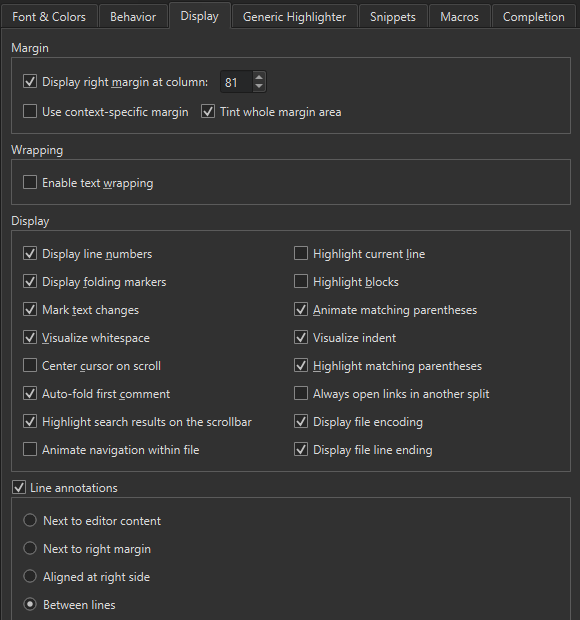 Font & Colors Behavior Display Generic Highlighter Snippets Macros Completion
Margin
Display right margin at column: 81
Use context-specific margin Tint whole margin area
Wrapping
Enable text wrapping
Display
Display line numbers Highlight current line
Display folding markers Highlight blocks
Mark text changes Animate matching parentheses
Visualize whitespace Visualize indent
Center cursor on scroll Highlight matching parentheses
Auto-fold first comment Always open links in another split
Highlight search results on the scrollbar Display file encoding
Animate navigation within file Display file line ending
Line annotations
Next to editor content
Next to right margin
Aligned at right side
Between lines